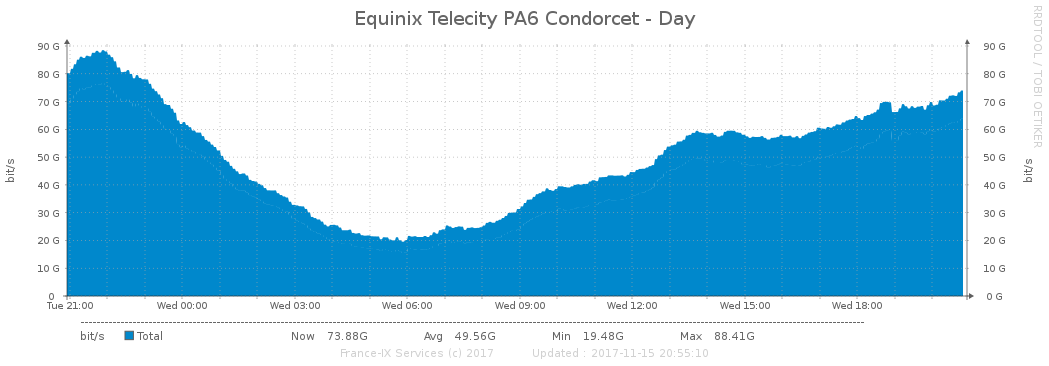 Equinix Telecity PA6 Condorcet - Day
RRDTOOL / TOBI OETIKER
bit/s
90 G
80 G
70 G
60 G
50 G
40 G
30 G
20 G
10 G
0
90 G
80 G
70 G
60 G
50 G
40 G
30 G
20 G
10 G
0 G
bit/s
Tue 21:00 Wed 00:00 Wed 03:00 Wed 06:00 Wed 09:00 Wed 12:00 Wed 15:00 Wed 18:00
bit/s Total Now 73.88G Avg 49.56G Min 19.48G Max 88.41G
France-IX Services (c) 2017 Updated : 2017-11-15 20:55:10